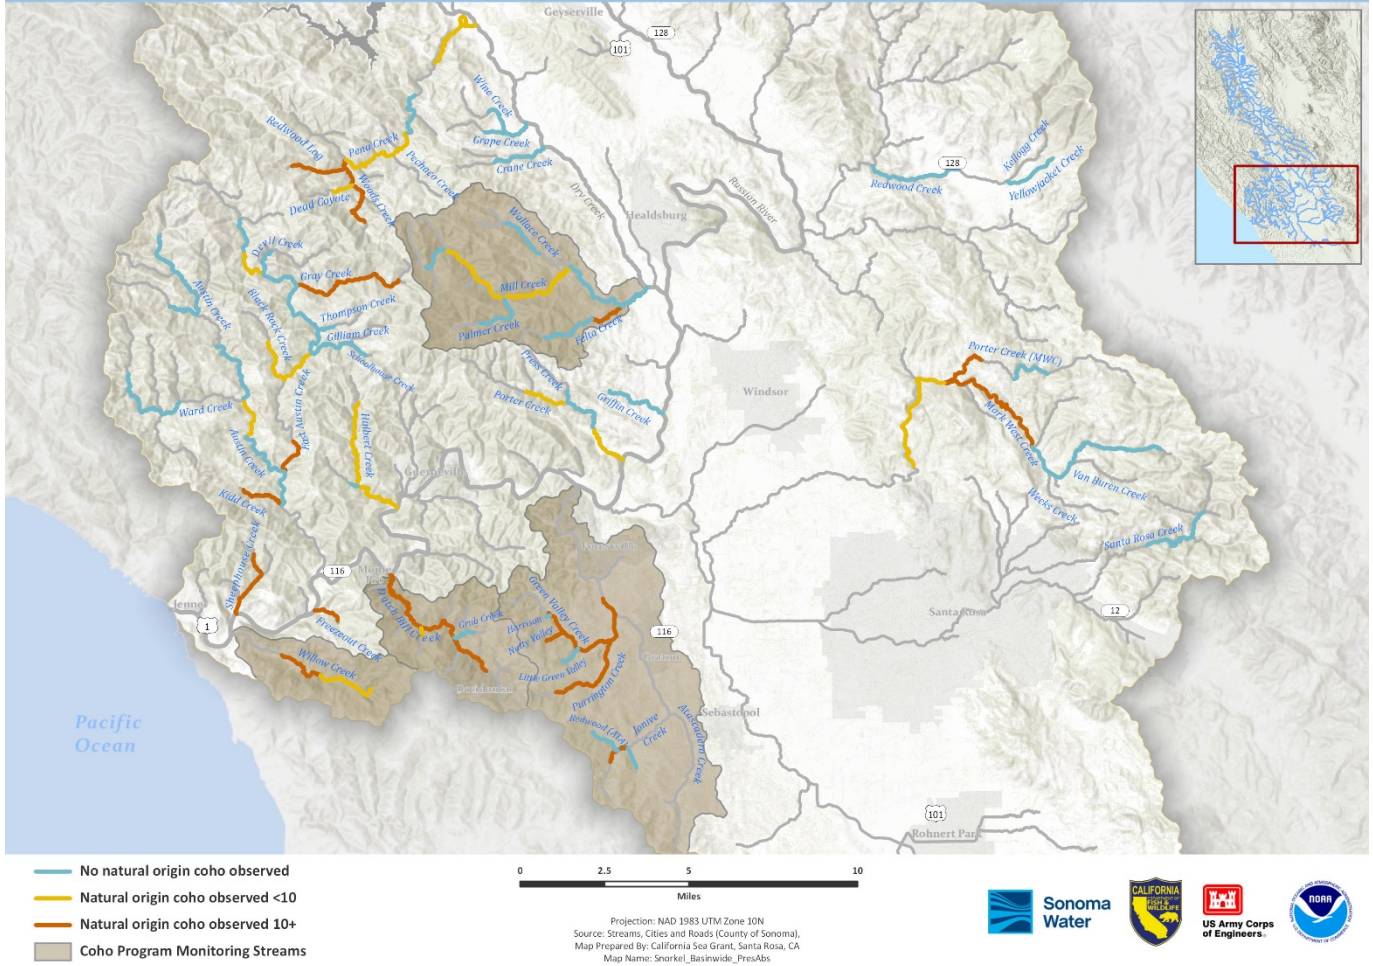 Geyserville
128
101
Wine Creek
Grape Creek
Crane Creek
Redwood Log
Pena Creek
Pechaco Creek
Woods Creek
Dead Coyote
Dry Creek
Healdsburg
Russian River
128
Redwood Creek
Kellogg Creek
Yellowjacket Creek
Wallace Creek
Mill Creek
Palmer Creek
Felta Creek
Devil Creek
Gray Creek
Thompson Creek
Gilliam Creek
Schoolhouse Creek
Black Rock Creek
Austin Creek
East Austin Creek
Ward Creek
Austin Creek
Kidd Creek
Hulbert Creek
Guerneville
Press Creek
Porter Creek
Griffin Creek
Windsor
Porter Creek (MWC)
Mark West Creek
Van Buren Creek
Weeks Creek
Santa Rosa Creek
Santa Rosa
12
Sheephouse Creek
Jenner
1
116
Freezeout Creek
Willow Creek
Dutch Bill Creek
Grub Creek
Occidental
Forestville
Green Valley Creek
Harrison
Nutty Valley
Little Green Valley
Purrington Creek
116
Graton
Redwood (ATA)
Jonive
Creek
Atascadero Creek
Sebastopol
101
Rohnert Park
Pacific
Ocean
No natural origin coho observed
Natural origin coho observed <10
Natural origin coho observed 10+
Coho Program Monitoring Streams
0 2.5 5 10
Miles
Projection: NAD 1983 UTM Zone 10N
Source: Streams, Cities and Roads (County of Sonoma),
Map Prepared By: California Sea Grant, Santa Rosa, CA
Map Name: Snorkel_Basinwide_PresAbs
Sonoma
Water
CALIFORNIA
FISH &
WILDLIFE
US Army Corps
of Engineers®
NOAA